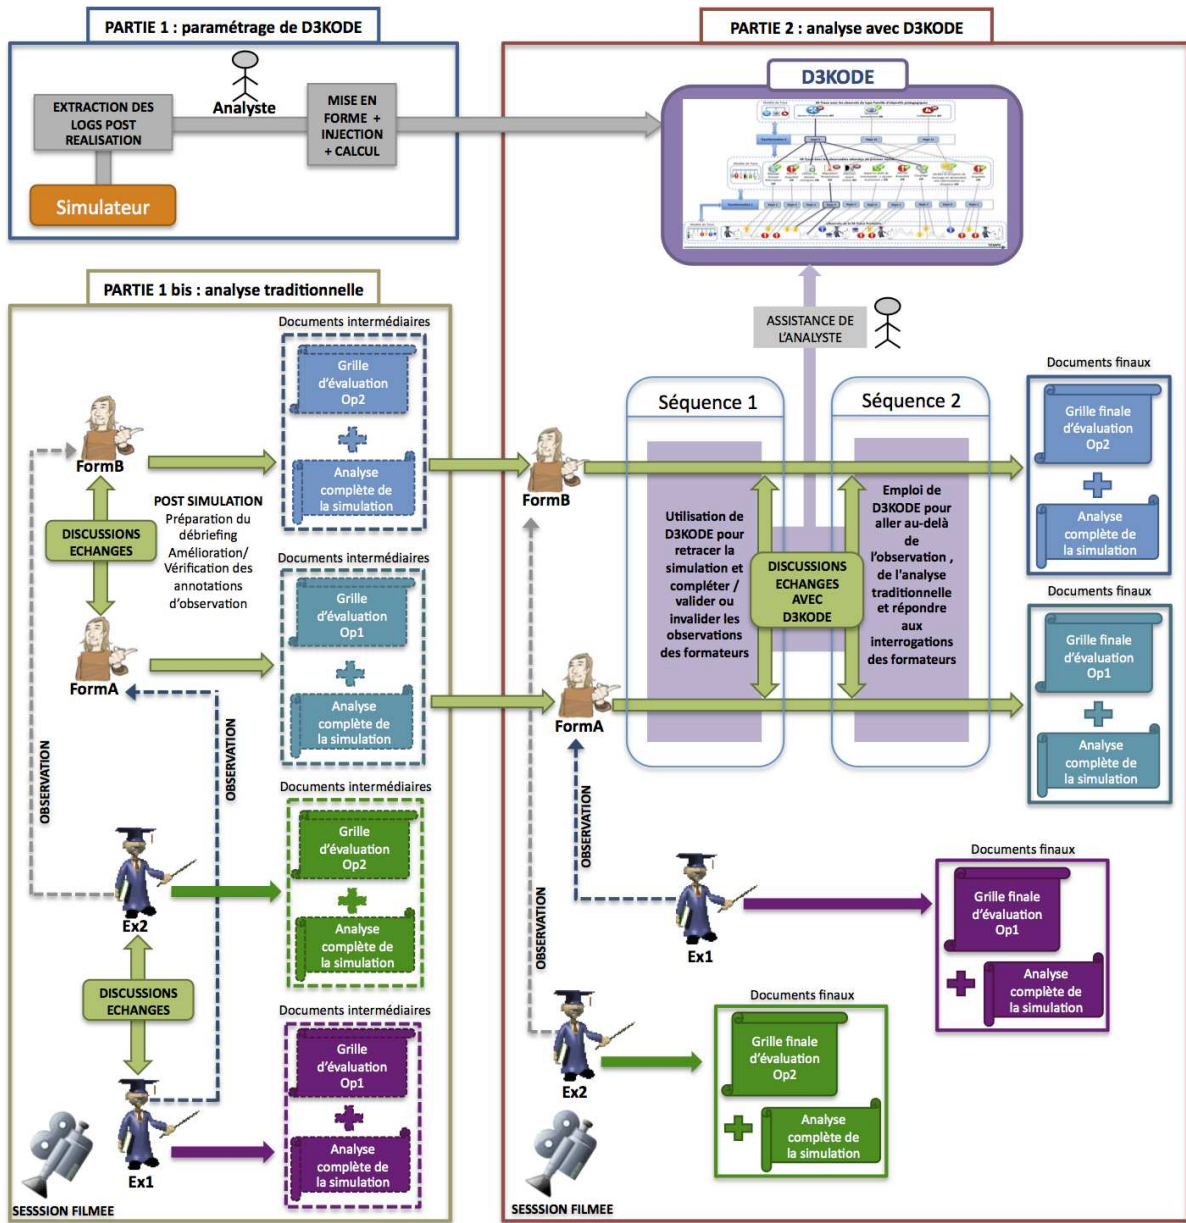 PARTIE 1 : paramétrage de D3KODE
Analyste
EXTRACTION DES
LOGS POST
REALISATION
MISE EN
FORME +
INJECTION
+ CALCUL
Simulateur
PARTIE 2 : analyse avec D3KODE
D3KODE
ASSISTANCE DE
L’ANALYSTE
PARTIE 1 bis : analyse traditionnelle
Documents intermédiaires
Grille
d’évaluation
Op2
Analyse
complète de
la simulation
FormB
DISCUSSIONS
ECHANGES
POST SIMULATION
Préparation du
débriefing
Amélioration/
Vérification des
annotations
d’observation
Documents intermédiaires
Grille
d’évaluation
Op1
Analyse
complète de
la simulation
FormA
OBSERVATION
OBSERVATION
Documents intermédiaires
Grille
d’évaluation
Op2
Analyse
complète de
la simulation
Ex2
DISCUSSIONS
ECHANGES
Documents intermédiaires
Grille
d’évaluation
Op1
Analyse
complète de
la simulation
Ex1
SESSSION FILMEE
Séquence 1
Séquence 2
FormB
Utilisation de
D3KODE pour
retracer la
simulation et
compléter /
valider ou
invalider les
observations
des formateurs
DISCUSSIONS
ECHANGES
AVEC
D3KODE
Emploi de
D3KODE pour
aller au-delà
de
l’observation ,
de l'analyse
traditionnelle
et répondre
aux
interrogations
des formateurs
FormA
Documents finaux
Grille finale
d’évaluation
Op2
Analyse
complète de
la simulation
Documents finaux
Grille finale
d’évaluation
Op1
Analyse
complète de
la simulation
OBSERVATION
OBSERVATION
Ex1
Documents finaux
Grille finale
d’évaluation
Op1
Analyse
complète de
la simulation
Ex2
Documents finaux
Grille finale
d’évaluation
Op2
Analyse
complète de
la simulation
SESSSION FILMEE